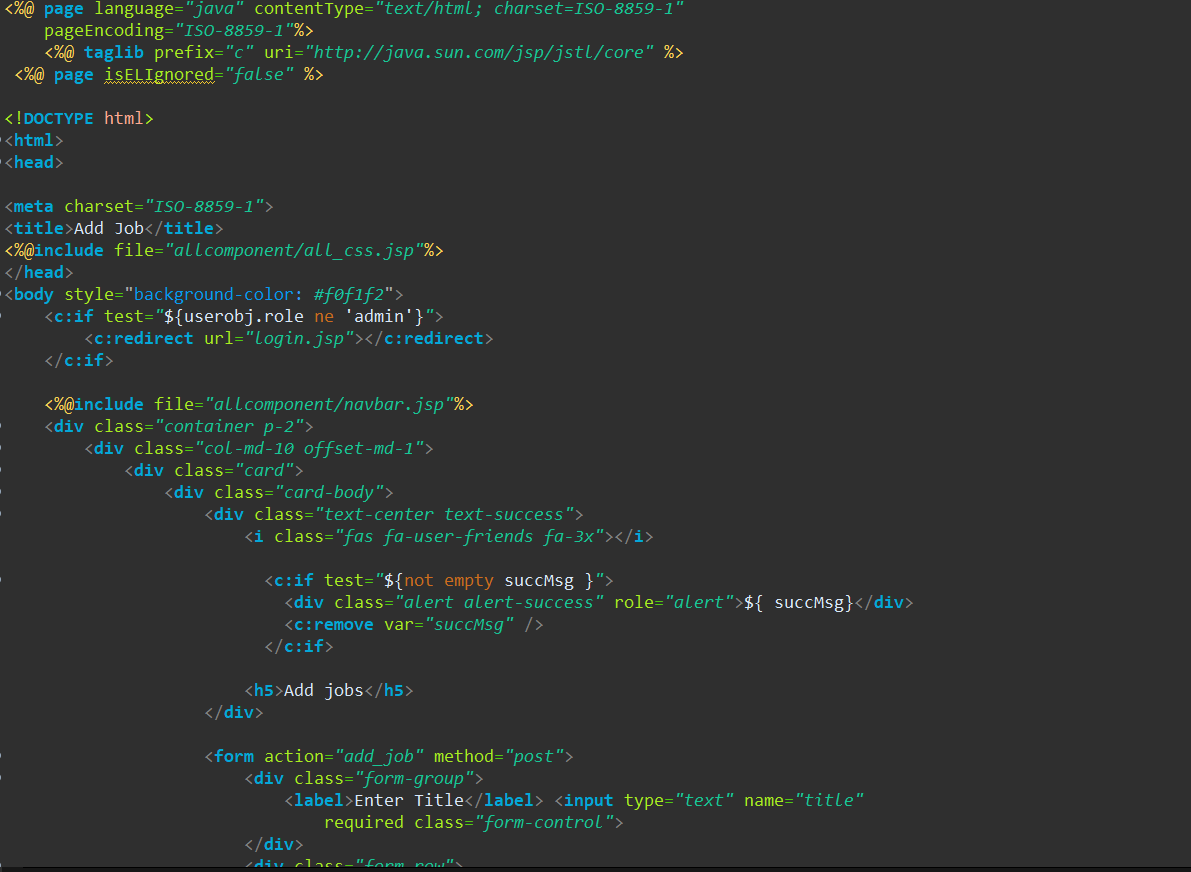 <%@ page language="java" contentType="text/html; charset=ISO-8859-1"
    pageEncoding="ISO-8859-1"%>
    <%@ taglib prefix="c" uri="http://java.sun.com/jsp/jstl/core" %>
 <%@ page isELIgnored="false" %>
<!DOCTYPE html>
<html>
<head>
<meta charset="ISO-8859-1">
<title>Add Job</title>
<%@include file="allcomponent/all_css.jsp"%>
</head>
<body style="background-color: #f0f1f2">
    <c:if test="${userobj.role ne 'admin'}">
        <c:redirect url="login.jsp"></c:redirect>
    </c:if>
    <%@include file="allcomponent/navbar.jsp"%>
    <div class="container p-2">
        <div class="col-md-10 offset-md-1">
            <div class="card">
                <div class="card-body">
                    <div class="text-center text-success">
                        <i class="fas fa-user-friends fa-3x"></i>
                          <c:if test="${not empty succMsg }">
                            <div class="alert alert-success" role="alert">${ succMsg}</div>
                            <c:remove var="succMsg" />
                          </c:if>
                        <h5>Add jobs</h5>
                    </div>
                    <form action="add_job" method="post">
                        <div class="form-group">
                            <label>Enter Title</label> <input type="text" name="title"
                                required class="form-control">
                        </div>
                        <div class="form-row">